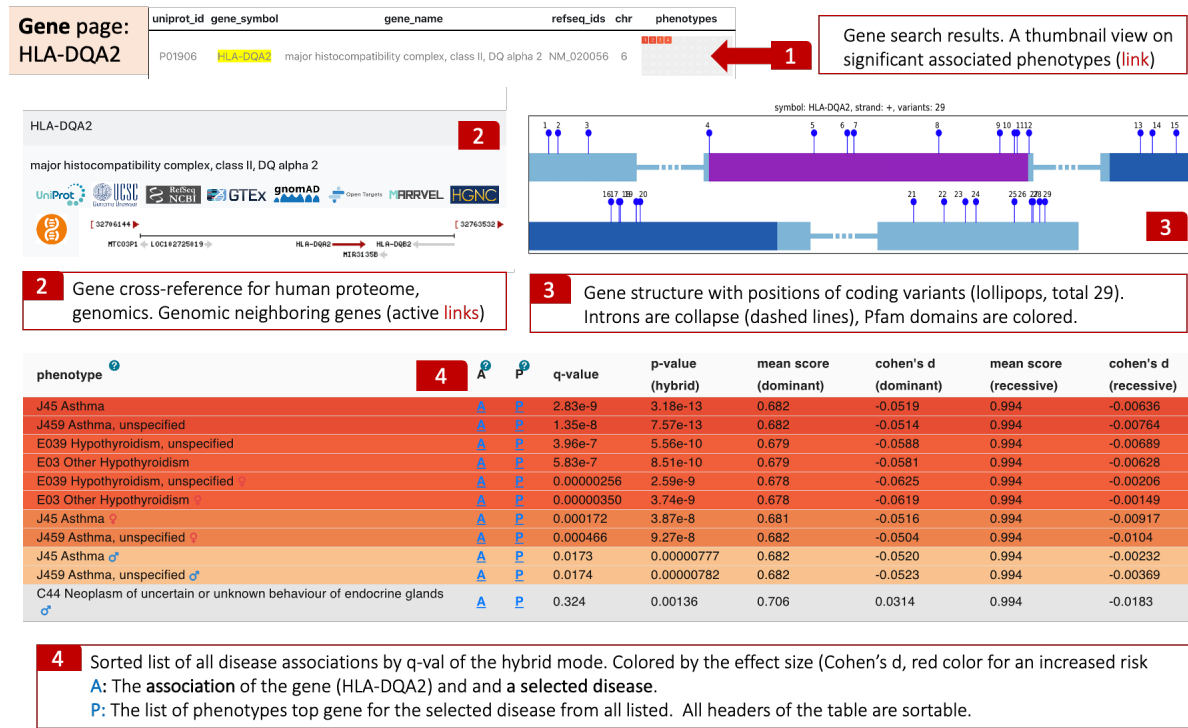 Gene page:
HLA-DQA2
uniprot_id gene_symbol gene_name refseq_ids chr phenotypes
P01906 HLA-DQA2 major histocompatibility complex, class II, DQ alpha 2 NM_020056 6
1 2 3 4
1
Gene search results. A thumbnail view on
significant associated phenotypes (link)
HLA-DQA2
2
major histocompatibility complex, class II, DQ alpha 2
UniProt UCSC Genome Browser RefSeq NCBI GTEx gnomAD Open Targets MARRVEL HGNC
[32706144 [32763532
MTCO3P1 LOC102725019 HLA-DQA2 HLA-DQB2
MIR3135B
symbol: HLA-DQA2, strand: +, variants: 29
1 2 3 4 5 6 7 8 9 10 11 12 13 14 15
16 17 18 19 20 21 22 23 24 25 26 27 28 29
3
2 Gene cross-reference for human proteome,
genomics. Genomic neighboring genes (active links)
3 Gene structure with positions of coding variants (lollipops, total 29).
Introns are collapse (dashed lines), Pfam domains are colored.
phenotype ? 4 A ? P ? q-value p-value (hybrid) mean score (dominant) cohen's d (dominant) mean score (recessive) cohen's d (recessive)
J45 Asthma A P 2.83e-9 3.18e-13 0.682 -0.0519 0.994 -0.00636
J459 Asthma, unspecified A P 1.35e-8 7.57e-13 0.682 -0.0514 0.994 -0.00764
E039 Hypothyroidism, unspecified A P 3.96e-7 5.56e-10 0.679 -0.0588 0.994 -0.00689
E03 Other Hypothyroidism A P 5.83e-7 8.51e-10 0.679 -0.0581 0.994 -0.00628
E039 Hypothyroidism, unspecified ♀ A P 0.00000256 2.59e-9 0.678 -0.0625 0.994 -0.00206
E03 Other Hypothyroidism ♀ A P 0.00000350 3.74e-9 0.678 -0.0619 0.994 -0.00149
J45 Asthma ♀ A P 0.000172 3.87e-8 0.681 -0.0516 0.994 -0.00917
J459 Asthma, unspecified ♀ A P 0.000466 9.27e-8 0.682 -0.0504 0.994 -0.0104
J45 Asthma ♂ A P 0.0173 0.00000777 0.682 -0.0520 0.994 -0.00232
J459 Asthma, unspecified ♂ A P 0.0174 0.00000782 0.682 -0.0523 0.994 -0.00369
C44 Neoplasm of uncertain or unknown behaviour of endocrine glands
♂ A P 0.324 0.00136 0.706 0.0314 0.994 -0.0183
4 Sorted list of all disease associations by q-val of the hybrid mode. Colored by the effect size (Cohen's d, red color for an increased risk
A: The association of the gene (HLA-DQA2) and and a selected disease.
P: The list of phenotypes top gene for the selected disease from all listed. All headers of the table are sortable.